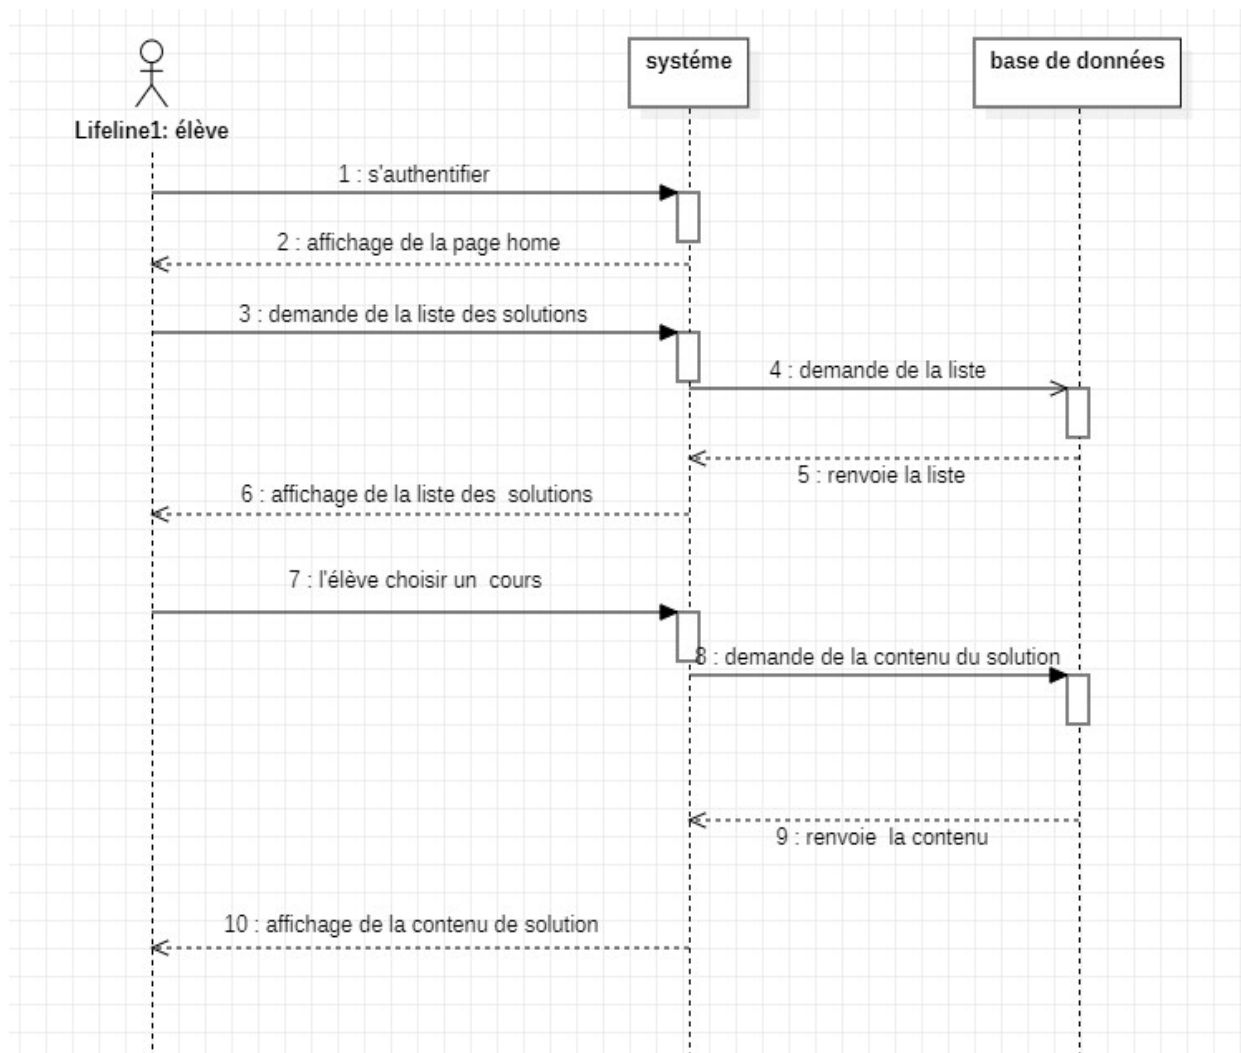 systéme
base de données
Lifeline1: élève
1 : s'authentifier
2 : affichage de la page home
3 : demande de la liste des solutions
4 : demande de la liste
5 : renvoie la liste
6 : affichage de la liste des  solutions
7 : l'élève choisir un  cours
8 : demande de la contenu du solution
9 : renvoie  la contenu
10 : affichage de la contenu de solution